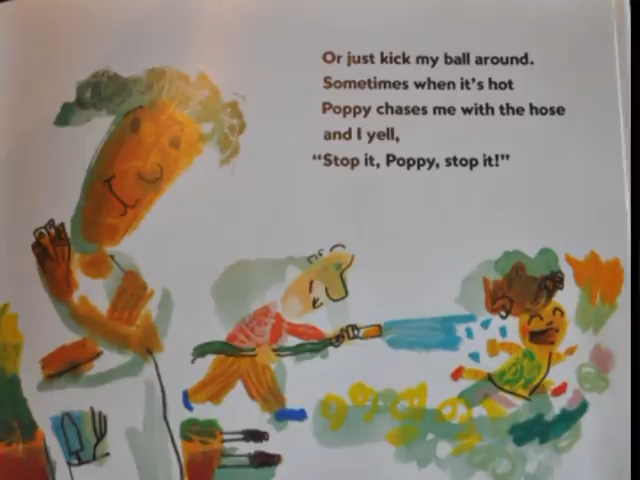 Or just kick my ball around.
Sometimes when it's hot
Poppy chases me with the hose
and I yell,
“Stop it, Poppy, stop it!”